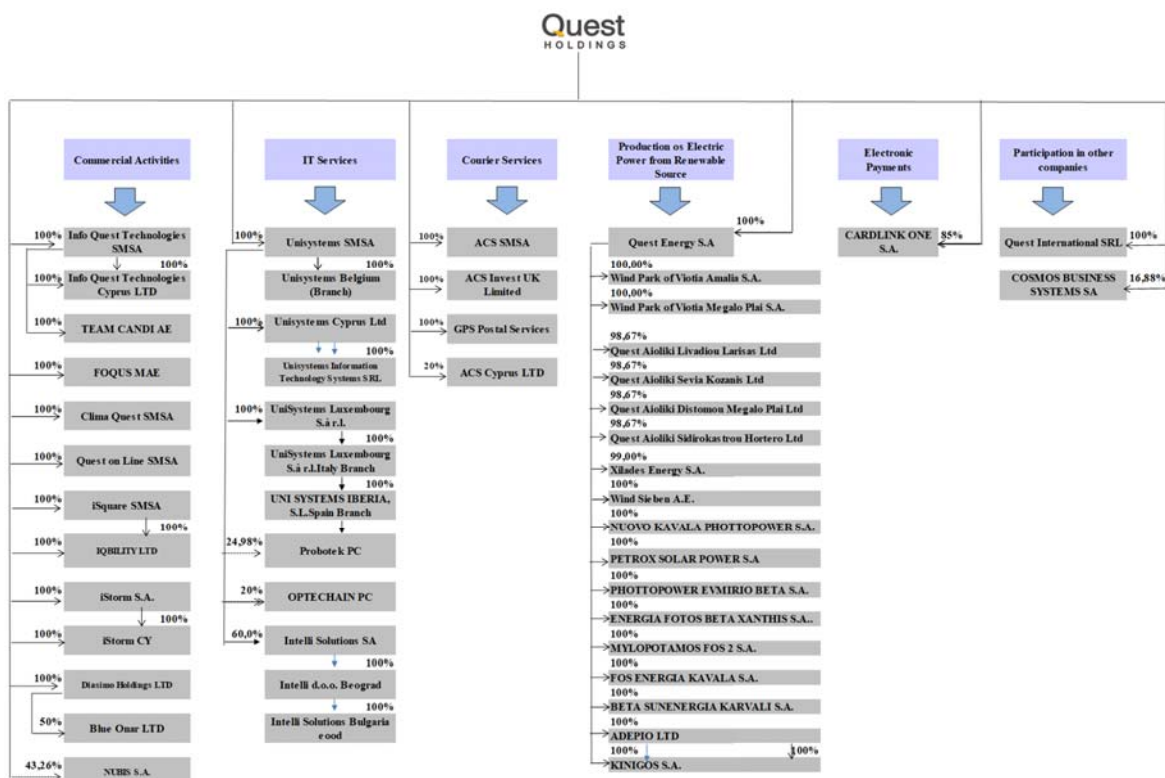 Quest
HOLDINGS
Commercial Activities
100%
Info Quest Technologies
SMSA
100%
100%
Info Quest Technologies
Cyprus LTD
100%
TEAM CANDI AE
100%
FOQUS MAE
100%
Clima Quest SMSA
100%
Quest on Line SMSA
100%
iSquare SMSA
100%
100%
IQBILITY LTD
100%
iStorm S.A.
100%
100%
iStorm CY
100%
Diasimo Holdings LTD
50%
Blue Onar LTD
43,26%
NUBIS S.A.
IT Services
100%
Unisystems SMSA
100%
Unisystems Belgium
(Branch)
100%
Unisystems Cyprus Ltd
100%
Unisystems Information
Technology Systems SRL
100%
UniSystems Luxembourg
S.à r.l.
100%
UniSystems Luxembourg
S.à r.l.Italy Branch
100%
UNI SYSTEMS IBERIA,
S.L.Spain Branch
24,98%
Probotek PC
20%
OPTECHAIN PC
60,0%
Intelli Solutions SA
100%
Intelli d.o.o. Beograd
100%
Intelli Solutions Bulgaria
eood
Courier Services
100%
ACS SMSA
100%
ACS Invest UK
Limited
100%
GPS Postal Services
20%
ACS Cyprus LTD
Production os Electric
Power from Renewable
Source
100%
Quest Energy S.A
100,00%
Wind Park of Viotia Amalia S.A.
100,00%
Wind Park of Viotia Megalo Plai S.A.
98,67%
Quest Aioliki Livadiou Larisas Ltd
98,67%
Quest Aioliki Sevia Kozanis Ltd
98,67%
Quest Aioliki Distomou Megalo Plai Ltd
98,67%
Quest Aioliki Sidirokastrou Hortero Ltd
99,00%
Xilades Energy S.A.
100%
Wind Sieben A.E.
100%
NUOVO KAVALA PHOTTOPOWER S.A.
100%
PETROX SOLAR POWER S.A
100%
PHOTTOPOWER EVMIRIO BETA S.A.
100%
ENERGIA FOTOS BETA XANTHIS S.A..
100%
MYLOPOTAMOS FOS 2 S.A.
100%
FOS ENERGIA KAVALA S.A.
100%
BETA SUNENERGIA KARVALI S.A.
100%
ADEPIO LTD
100%
100%
KINIGOS S.A.
Electronic
Payments
CARDLINK ONE
S.A.
85%
Participation in other
companies
Quest International SRL
100%
COSMOS BUSINESS
SYSTEMS SA
16,88%